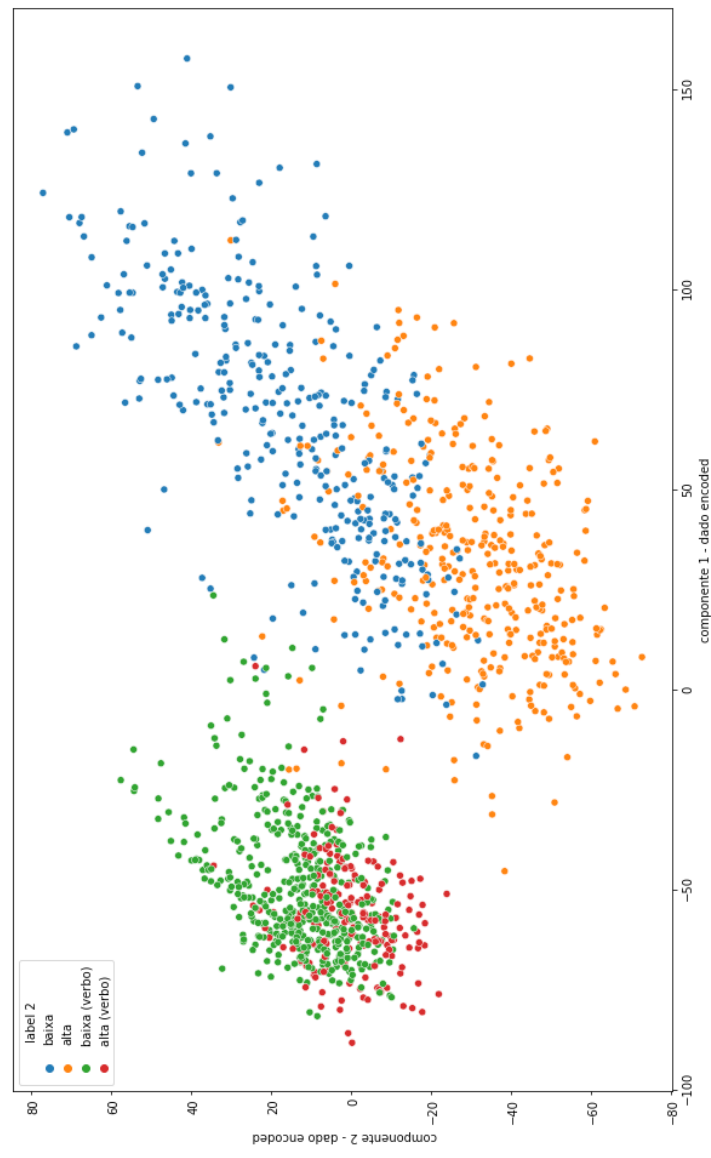 label 2
baixa
alta
baixa (verbo)
alta (verbo)
80
60
40
20
0
−20
−40
−60
−80
componente 2 - dado encoded
−100
−50
0
50
100
150
componente 1 - dado encoded